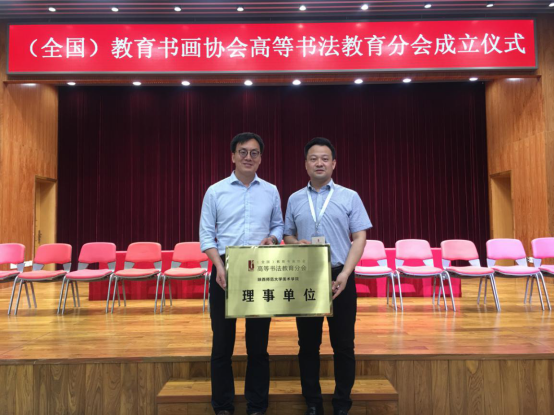 （全国）教育书画协会高等书法教育分会成立仪式
高等书法教育分会
理事单位